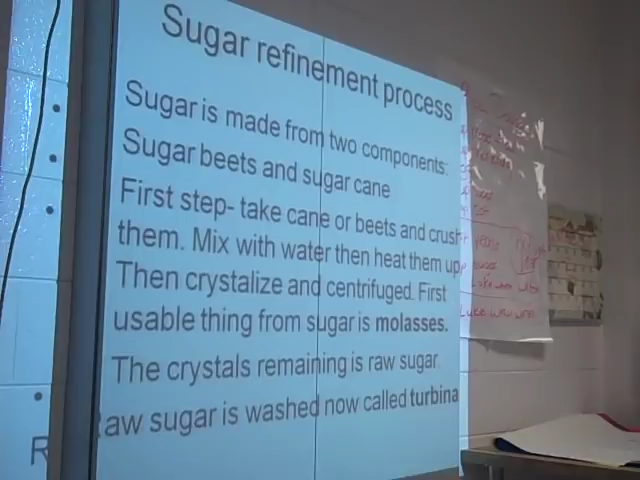 Sugar refinement process
Sugar is made from two components:
Sugar beets and sugar cane
First step- take cane or beets and crush
them. Mix with water then heat them up.
Then crystalize and centrifuged. First
usable thing from sugar is molasses.
The crystals remaining is raw sugar.
Raw sugar is washed now called turbina